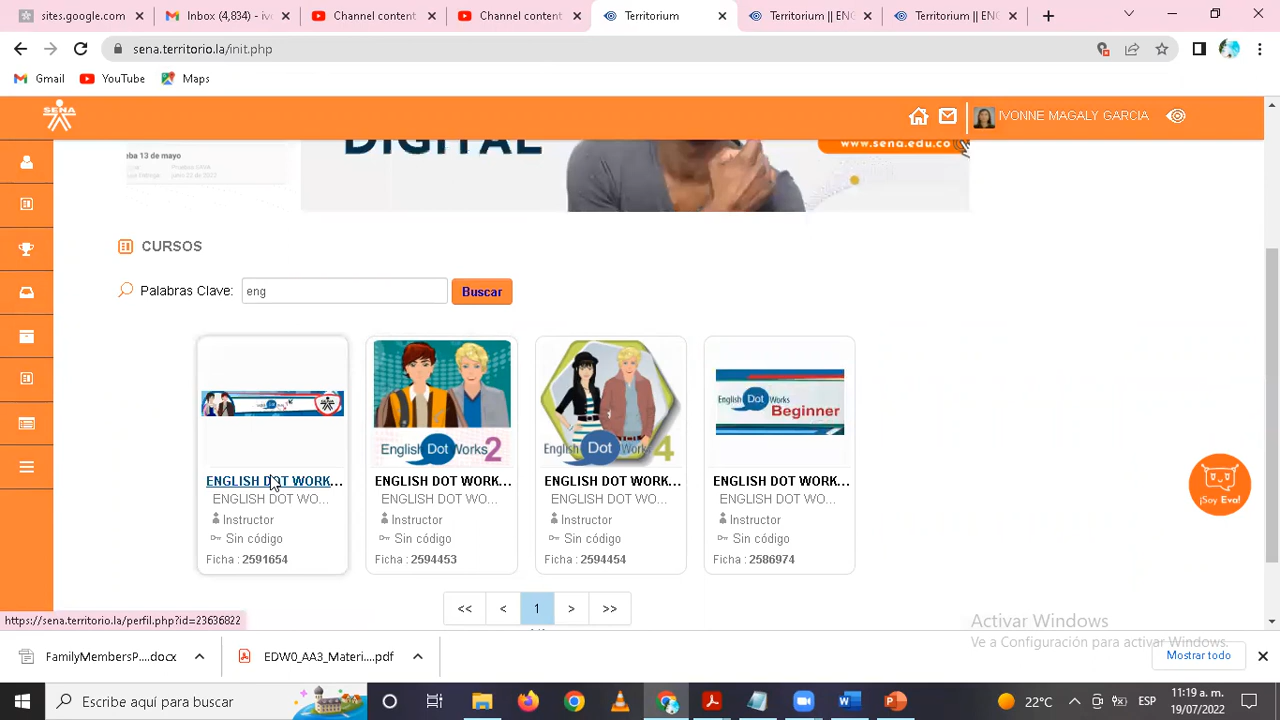 sites.google.com
Inbox (4,834) - iv
Channel content
Channel content
Territorium
Territorium || EN
Territorium || EN
sena.territorio.la/init.php
Gmail
YouTube
Maps
SENA
IVONNE MAGALY GARCIA
DIGITAL
www.sena.edu.co
CURSOS
Palabras Clave:
eng
Buscar
English Dot Works 2
English Dot Works 4
English Dot Works Beginner
ENGLISH DOT WORK...
ENGLISH DOT WORK...
ENGLISH DOT WORK...
ENGLISH DOT WORK...
ENGLISH DOT WO...
ENGLISH DOT WO...
ENGLISH DOT WO...
ENGLISH DOT WO...
Instructor
Instructor
Instructor
Instructor
Sin código
Sin código
Sin código
Sin código
Ficha : 2591654
Ficha : 2594453
Ficha : 2594454
Ficha : 2586974
¡Soy Eva!
<< < 1 > >>
https://sena.territorio.la/perfil.php?id=23636822
Activar Windows
Ve a Configuración para activar Windows.
FamilyMembersP....docx
EDW0_AA3_Materi....pdf
Mostrar todo
Escribe aquí para buscar
22°C
ESP
11:19 a. m.
19/07/2022